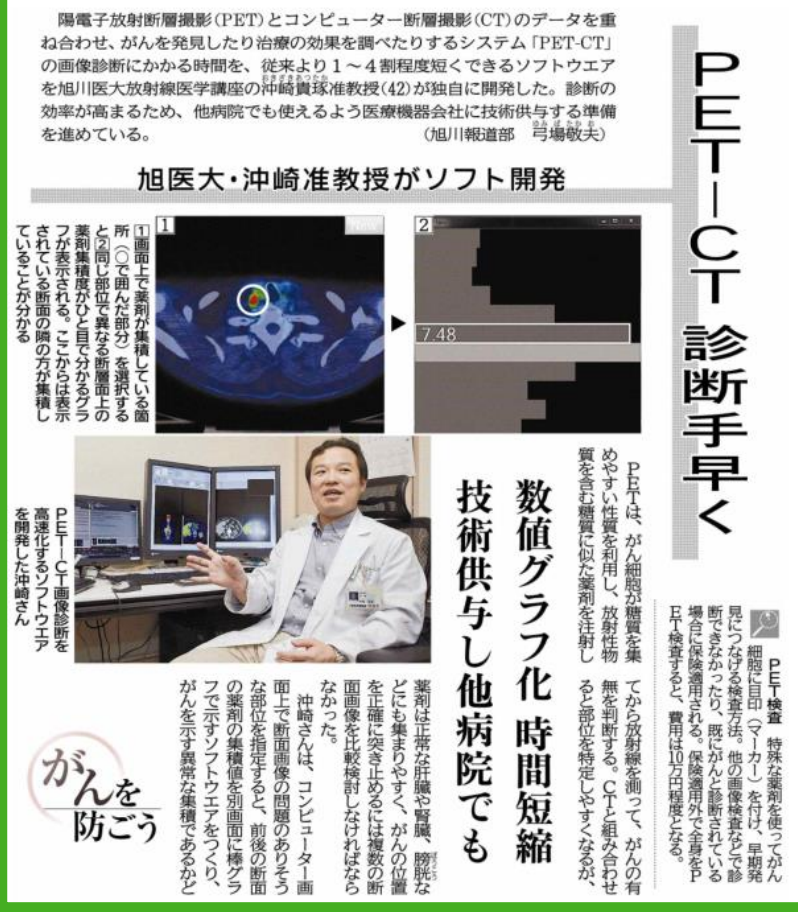 陽電子放射断層撮影(PET)とコンピューター断層撮影(CT)のデータを重
ね合わせ、がんを発見したり治療の効果を調べたりするシステム「PET-CT」
の画像診断にかかる時間を、従来より1〜4割程度短くできるソフトウエア
を旭川医大放射線医学講座の沖崎貴琢准教授(42)が独自に開発した。診断の
効率が高まるため、他病院でも使えるよう医療機器会社に技術供与する準備
を進めている。　(旭川報道部　弓場敬夫)
PET―CT 診断手早く
旭医大・沖崎准教授がソフト開発
1
2
7.48
1画面上で薬剤が集積している箇
所(○で囲んだ部分)を選択する
と2同じ部位で異なる断層面上の
薬剤集積度がひと目で分かるグラ
フが表示される。ここからは表示
されている断面の隣の方が集積し
ていることが分かる
PET―CT画像診断を
高速化するソフトウエア
を開発した沖崎さん
数値グラフ化 時間短縮
技術供与し他病院でも
PETは、がん細胞が糖質を集
めやすい性質を利用し、放射性物
質を含む糖質に似た薬剤を注射し
てから放射線を測って、がんの有
無を判断する。CTと組み合わせ
ると部位を特定しやすくなるが、
薬剤は正常な肝臓や腎臓、膀胱な
どにも集まりやすく、がんの位置
を正確に突き止めるには複数の断
面画像を比較検討しなければなら
なかった。
沖崎さんは、コンピューター画
面上で断面画像の問題のありそう
な部位を指定すると、前後の断面
の薬剤の集積値を別画面に棒グラ
フで示すソフトウエアをつくり、
がんを示す異常な集積であるかど
PET検査　特殊な薬剤を使ってがん
細胞に目印(マーカー)を付け、早期発
見につなげる検査方法。他の画像検査などで診
断できなかったり、既にがんと診断されている
場合に保険適用される。保険適用外で全身をP
ET検査すると、費用は10万円程度となる。
がんを
防ごう